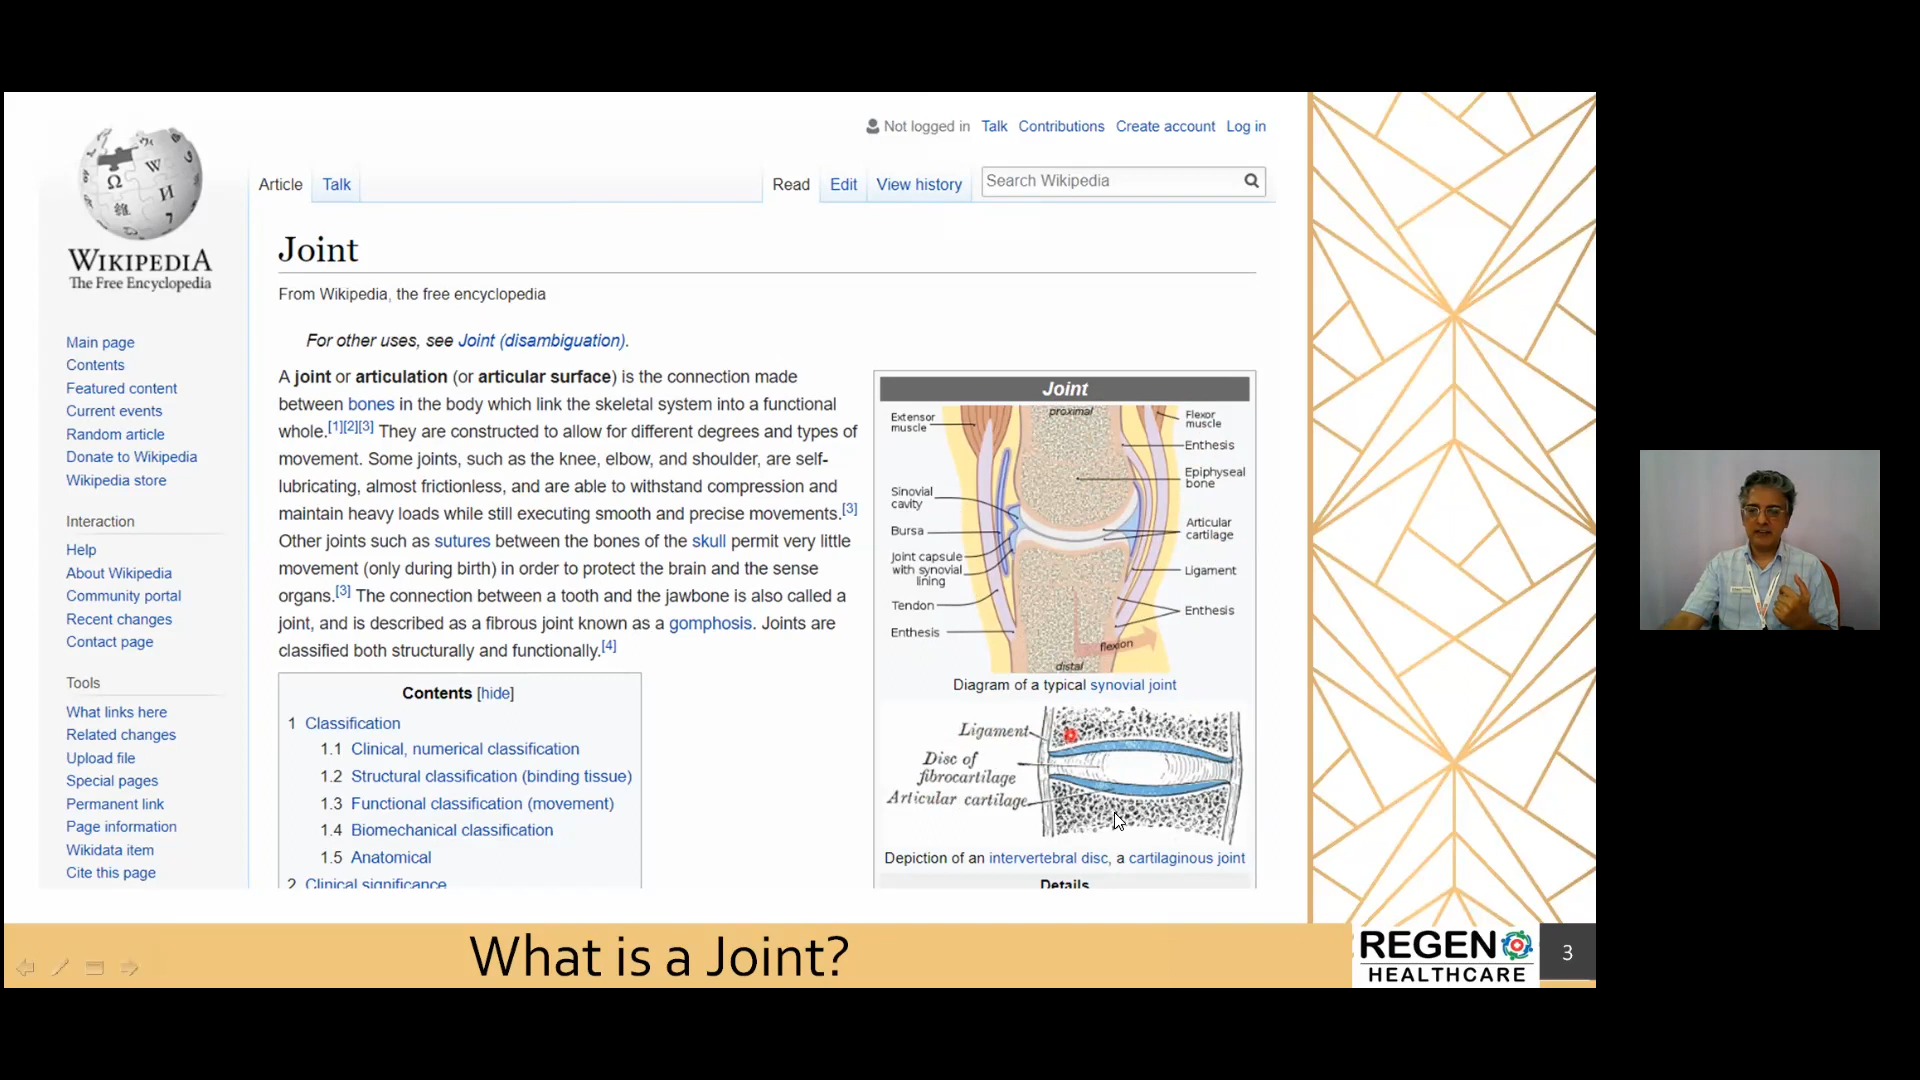 Not logged in Talk Contributions Create account Log in
Article Talk Read Edit View history Search Wikipedia
WIKIPEDIA
The Free Encyclopedia
Main page
Contents
Featured content
Current events
Random article
Donate to Wikipedia
Wikipedia store
Interaction
Help
About Wikipedia
Community portal
Recent changes
Contact page
Tools
What links here
Related changes
Upload file
Special pages
Permanent link
Page information
Wikidata item
Cite this page
Joint
From Wikipedia, the free encyclopedia
For other uses, see Joint (disambiguation).
A joint or articulation (or articular surface) is the connection made
between bones in the body which link the skeletal system into a functional
whole.[1][2][3] They are constructed to allow for different degrees and types of
movement. Some joints, such as the knee, elbow, and shoulder, are self-
lubricating, almost frictionless, and are able to withstand compression and
maintain heavy loads while still executing smooth and precise movements.[3]
Other joints such as sutures between the bones of the skull permit very little
movement (only during birth) in order to protect the brain and the sense
organs.[3] The connection between a tooth and the jawbone is also called a
joint, and is described as a fibrous joint known as a gomphosis. Joints are
classified both structurally and functionally.[4]
Contents [hide]
1 Classification
1.1 Clinical, numerical classification
1.2 Structural classification (binding tissue)
1.3 Functional classification (movement)
1.4 Biomechanical classification
1.5 Anatomical
2 Clinical significance
Joint
proximal
Extensor
muscle
Sinovial
cavity
Bursa
Joint capsule
with synovial
lining
Tendon
Enthesis
Flexor
muscle
Enthesis
Epiphyseal
bone
Articular
cartilage
Ligament
Enthesis
flexion
distal
Diagram of a typical synovial joint
Ligament
Disc of
fibrocartilage
Articular cartilage
Depiction of an intervertebral disc, a cartilaginous joint
Details
What is a Joint?
REGEN
HEALTHCARE
3